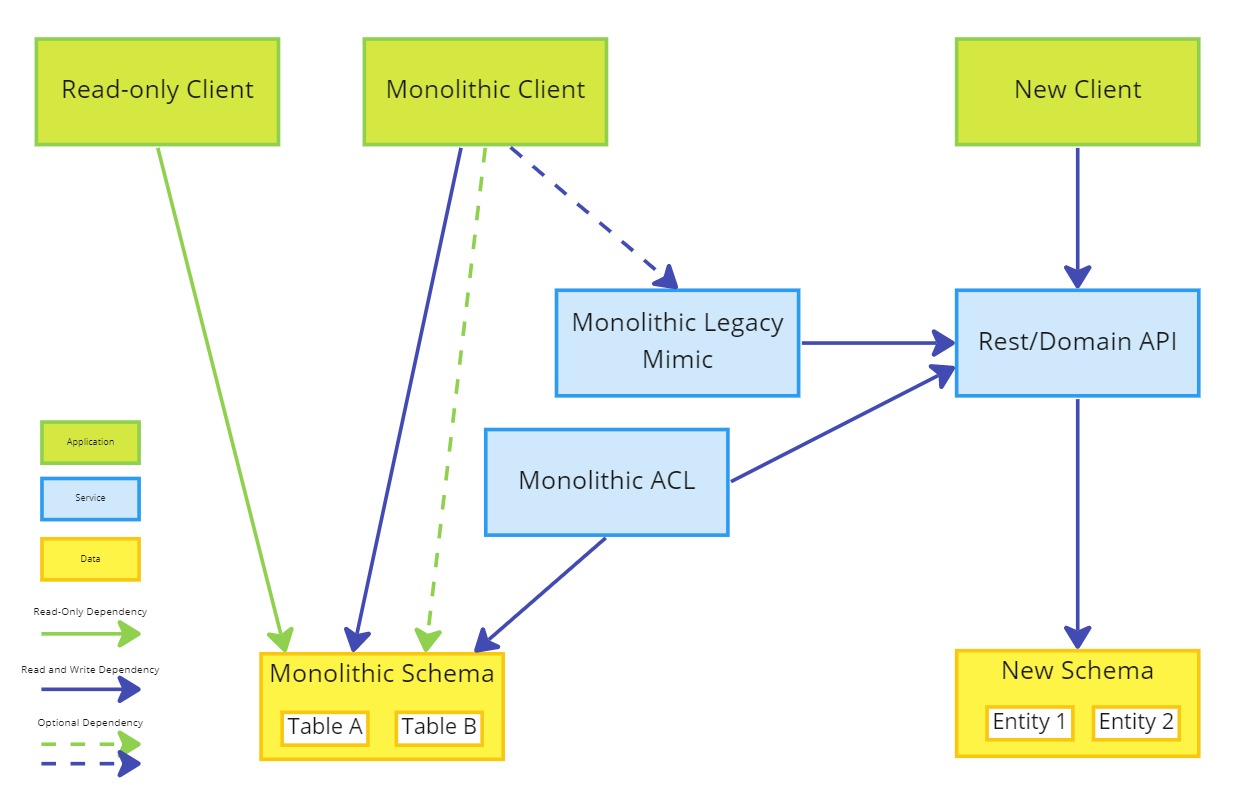 Read-only Client
Monolithic Client
New Client
Monolithic Legacy
Mimic
Rest/Domain API
Monolithic ACL
Application
Service
Data
Read-Only Dependency
Read and Write Dependency
Optional Dependency
Monolithic Schema
Table A
Table B
New Schema
Entity 1
Entity 2